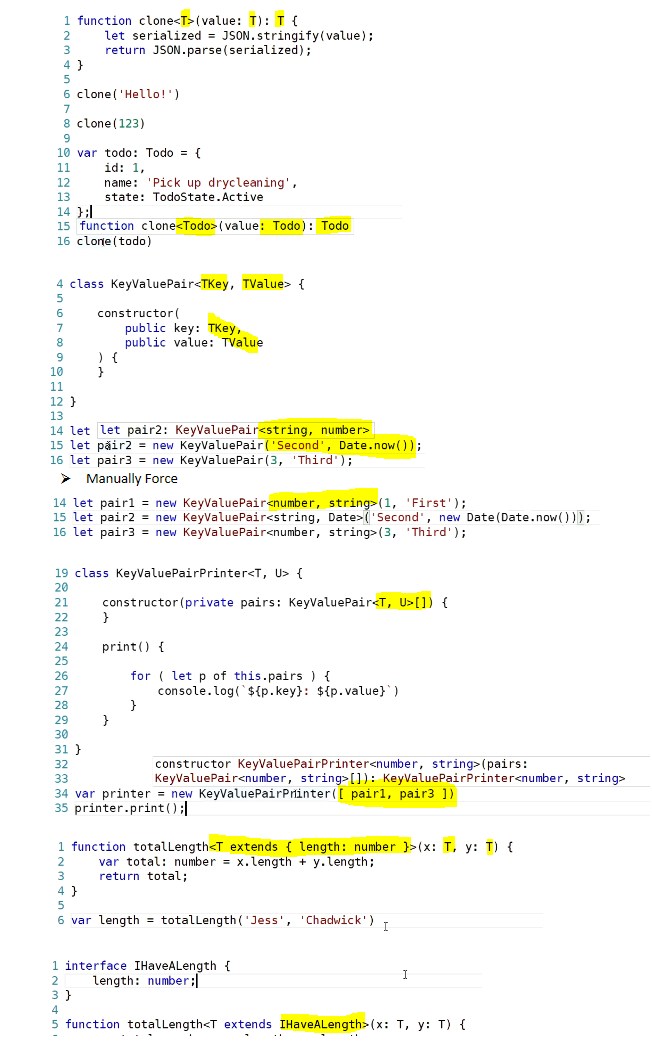 1 function clone<T>(value: T): T {
2 let serialized = JSON.stringify(value);
3 return JSON.parse(serialized);
4 }
5
6 clone('Hello!')
7
8 clone(123)
9
10 var todo: Todo = {
11 id: 1,
12 name: 'Pick up drycleaning',
13 state: TodoState.Active
14 };
15 function clone<Todo>(value: Todo): Todo
16 clone(todo)
4 class KeyValuePair<TKey, TValue> {
5
6 constructor(
7 public key: TKey,
8 public value: TValue
9 ) {
10 }
11
12 }
13
14 let let pair2: KeyValuePair<string, number>
15 let pair2 = new KeyValuePair('Second', Date.now());
16 let pair3 = new KeyValuePair(3, 'Third');
➢ Manually Force
14 let pair1 = new KeyValuePair<number, string>(1, 'First');
15 let pair2 = new KeyValuePair<string, Date>('Second', new Date(Date.now()));
16 let pair3 = new KeyValuePair<number, string>(3, 'Third');
19 class KeyValuePairPrinter<T, U> {
20
21 constructor(private pairs: KeyValuePair<T, U>[]) {
22 }
23
24 print() {
25
26 for ( let p of this.pairs ) {
27 console.log(`${p.key}: ${p.value}`)
28 }
29 }
30
31 }
32 constructor KeyValuePairPrinter<number, string>(pairs:
33 KeyValuePair<number, string>[]): KeyValuePairPrinter<number, string>
34 var printer = new KeyValuePairPrinter([ pair1, pair3 ])
35 printer.print();
1 function totalLength<T extends { length: number }>(x: T, y: T) {
2 var total: number = x.length + y.length;
3 return total;
4 }
5
6 var length = totalLength('Jess', 'Chadwick')
1 interface IHaveALength {
2 length: number;
3 }
4
5 function totalLength<T extends IHaveALength>(x: T, y: T) {